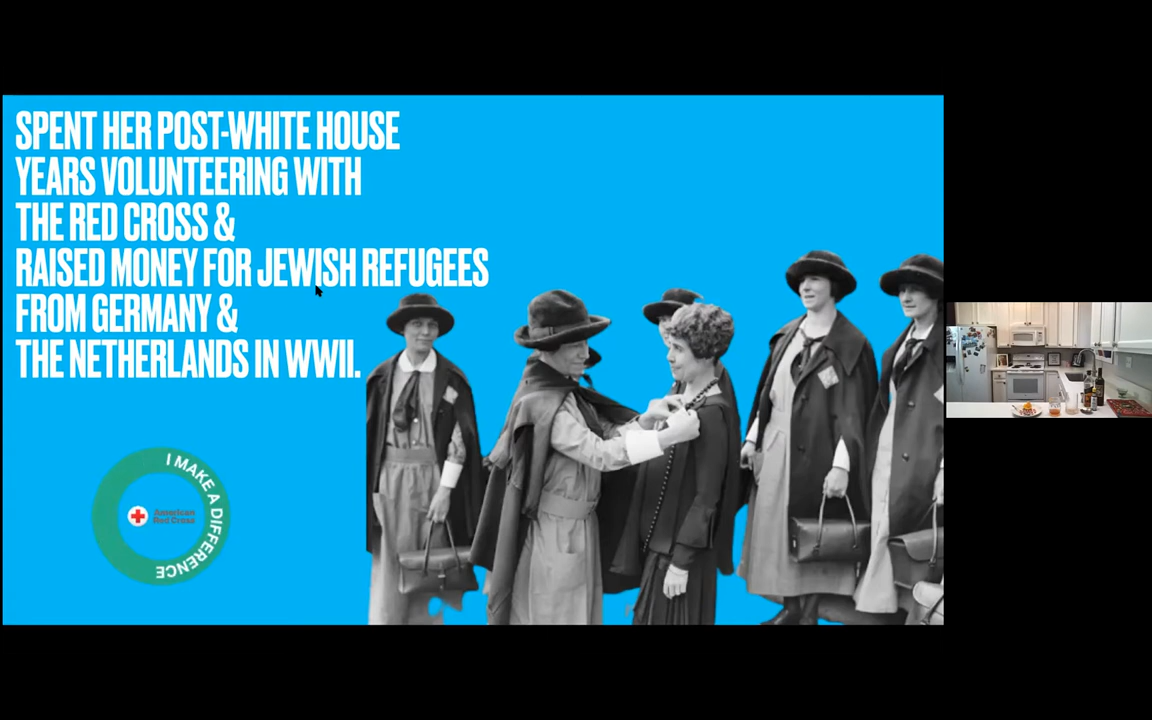 SPENT HER POST-WHITE HOUSE
YEARS VOLUNTEERING WITH
THE RED CROSS &
RAISED MONEY FOR JEWISH REFUGEES
FROM GERMANY &
THE NETHERLANDS IN WWII.
I MAKE A DIFFERENCE
American
Red Cross